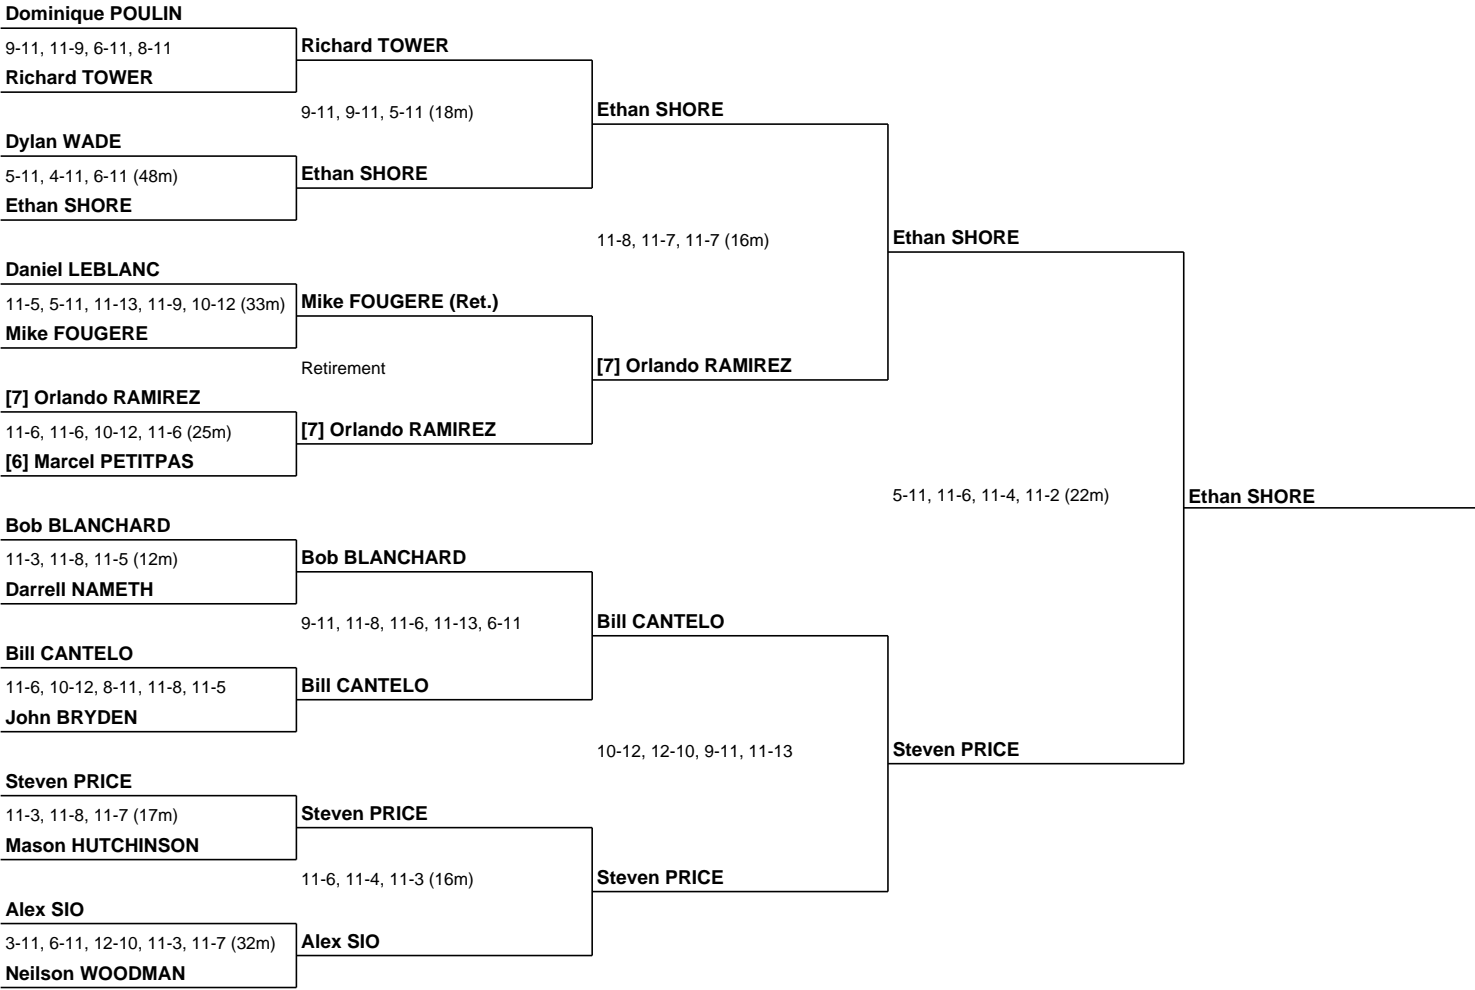 Dominique POULIN
9-11, 11-9, 6-11, 8-11
Richard TOWER
Dylan WADE
5-11, 4-11, 6-11 (48m)
Ethan SHORE
Daniel LEBLANC
11-5, 5-11, 11-13, 11-9, 10-12 (33m)
Mike FOUGERE
[7] Orlando RAMIREZ
11-6, 11-6, 10-12, 11-6 (25m)
[6] Marcel PETITPAS
Bob BLANCHARD
11-3, 11-8, 11-5 (12m)
Darrell NAMETH
Bill CANTELO
11-6, 10-12, 8-11, 11-8, 11-5
John BRYDEN
Steven PRICE
11-3, 11-8, 11-7 (17m)
Mason HUTCHINSON
Alex SIO
3-11, 6-11, 12-10, 11-3, 11-7 (32m)
Neilson WOODMAN
Richard TOWER
9-11, 9-11, 5-11 (18m)
Ethan SHORE
Mike FOUGERE (Ret.)
Retirement
[7] Orlando RAMIREZ
Bob BLANCHARD
9-11, 11-8, 11-6, 11-13, 6-11
Bill CANTELO
Steven PRICE
11-6, 11-4, 11-3 (16m)
Alex SIO
Ethan SHORE
11-8, 11-7, 11-7 (16m)
[7] Orlando RAMIREZ
Bill CANTELO
10-12, 12-10, 9-11, 11-13
Steven PRICE
Ethan SHORE
5-11, 11-6, 11-4, 11-2 (22m)
Steven PRICE
Ethan SHORE